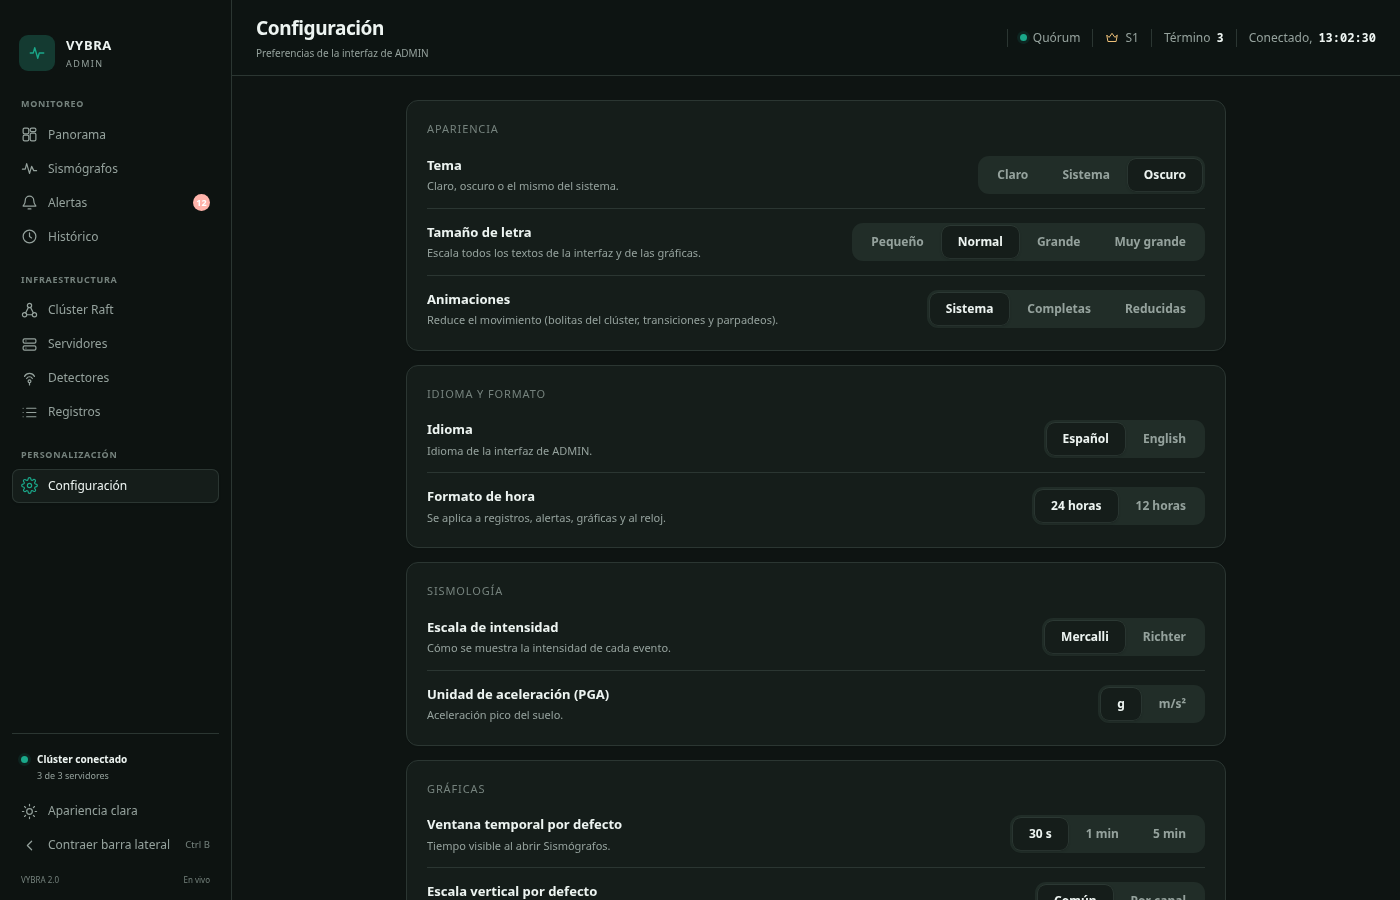 VYBRA
ADMIN
MONITOREO
Panorama
Sismógrafos
Alertas 12
Histórico
INFRAESTRUCTURA
Clúster Raft
Servidores
Detectores
Registros
PERSONALIZACIÓN
Configuración
Clúster conectado
3 de 3 servidores
Apariencia clara
Contraer barra lateral Ctrl B
VYBRA 2.0 En vivo
Configuración
Preferencias de la interfaz de ADMIN
Quórum S1 Término 3 Conectado, 13:02:30
APARIENCIA
Tema
Claro, oscuro o el mismo del sistema.
Claro Sistema Oscuro
Tamaño de letra
Escala todos los textos de la interfaz y de las gráficas.
Pequeño Normal Grande Muy grande
Animaciones
Reduce el movimiento (bolitas del clúster, transiciones y parpadeos).
Sistema Completas Reducidas
IDIOMA Y FORMATO
Idioma
Idioma de la interfaz de ADMIN.
Español English
Formato de hora
Se aplica a registros, alertas, gráficas y al reloj.
24 horas 12 horas
SISMOLOGÍA
Escala de intensidad
Cómo se muestra la intensidad de cada evento.
Mercalli Richter
Unidad de aceleración (PGA)
Aceleración pico del suelo.
g m/s²
GRÁFICAS
Ventana temporal por defecto
Tiempo visible al abrir Sismógrafos.
30 s 1 min 5 min
Escala vertical por defecto
Común Por canal